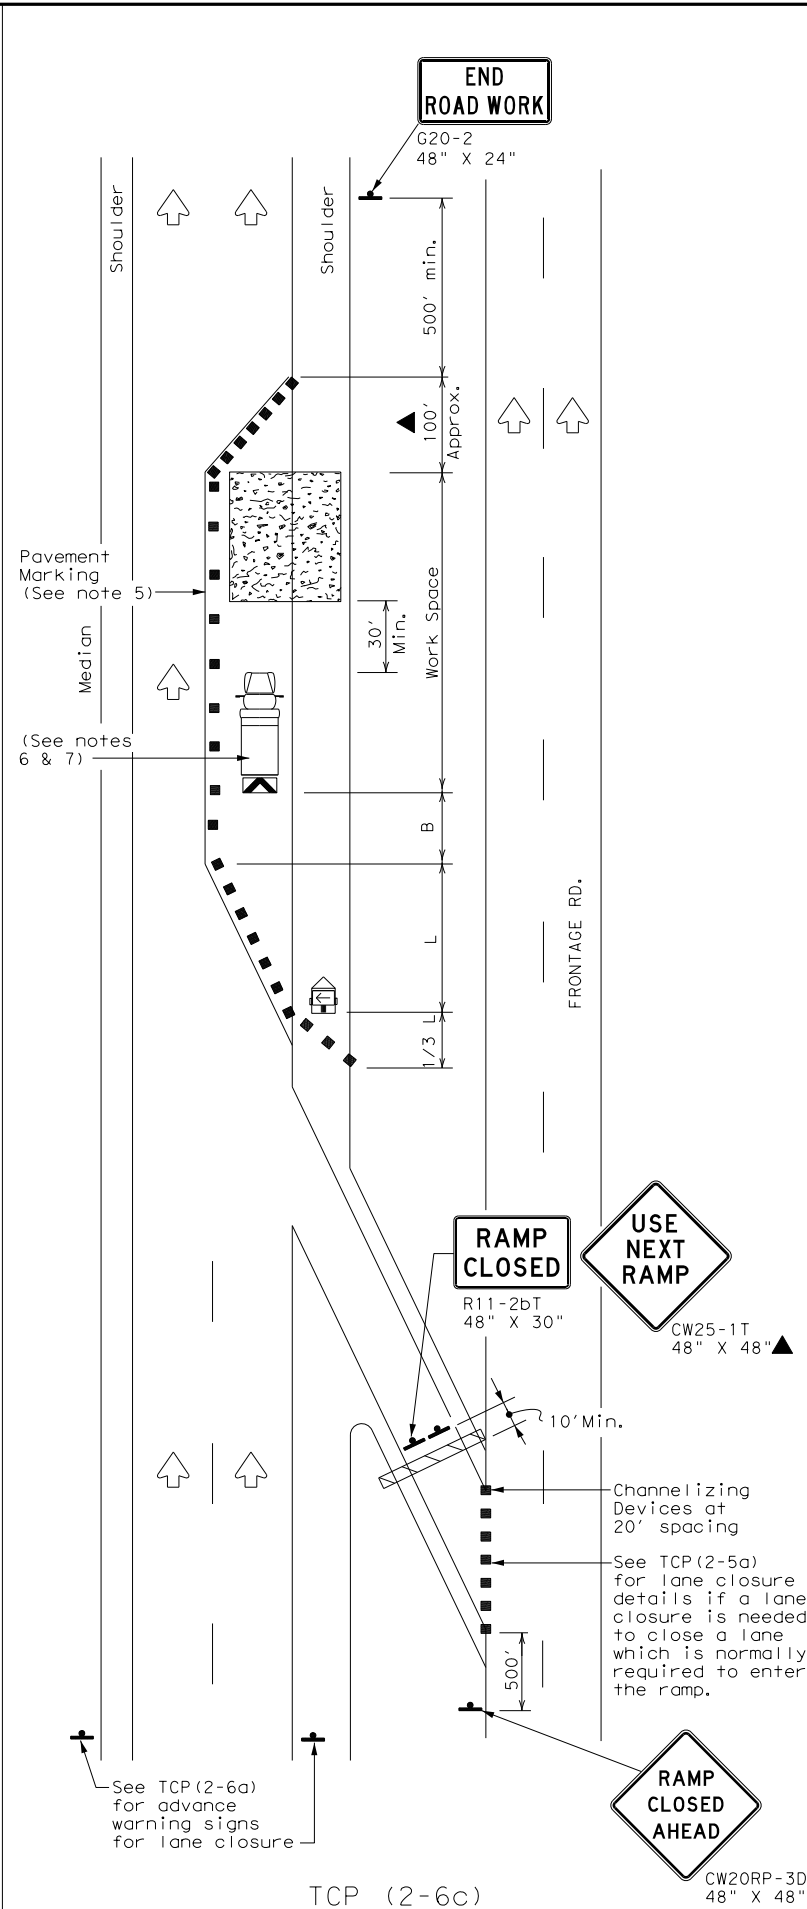 END
ROAD WORK
G20-2
48" X 24"
Shoulder
Shoulder
500' min.
100'
Approx.
Pavement
Marking
(See note 5)
30'
Min.
Work Space
Median
(See notes
6 & 7)
B
L
FRONTAGE RD.
1/3 L
RAMP
CLOSED
R11-2bT
48" X 30"
USE
NEXT
RAMP
CW25-1T
48" X 48"
10'Min.
Channelizing
Devices at
20' spacing
See TCP(2-5a)
for lane closure
details if a lane
closure is needed
to close a lane
which is normally
required to enter
the ramp.
500'
See TCP(2-6a)
for advance
warning signs
for lane closure
RAMP
CLOSED
AHEAD
CW20RP-3D
48" X 48"
TCP (2-6c)